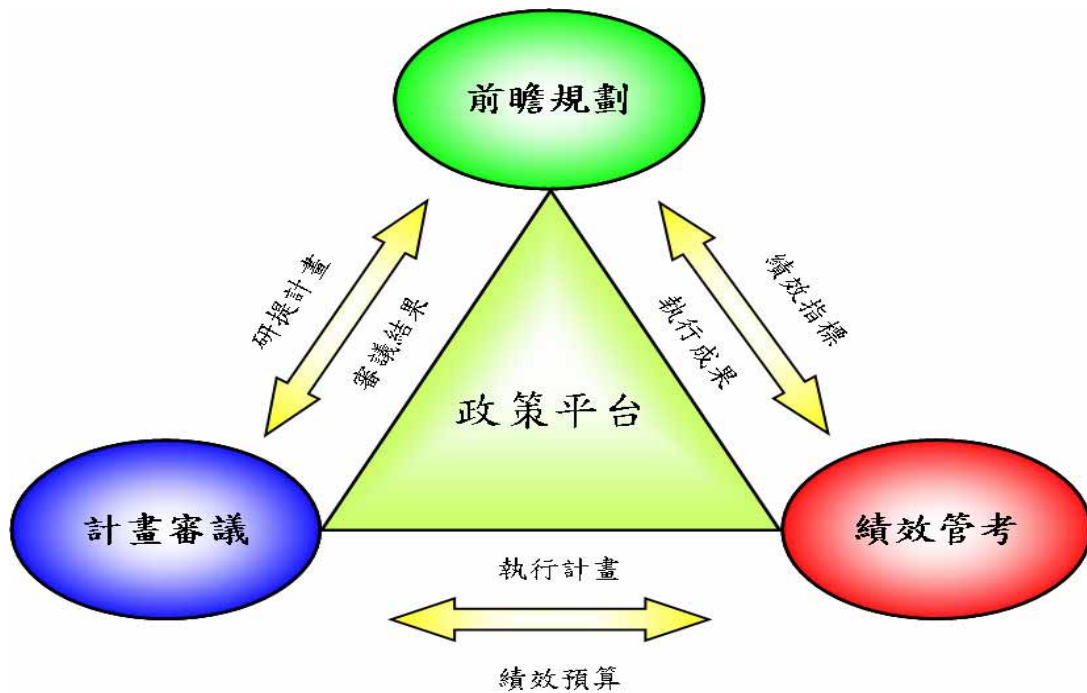 前瞻規劃
研提計畫
審議結果
績效指標
執行成果
政策平台
計畫審議
績效管考
執行計畫
績效預算